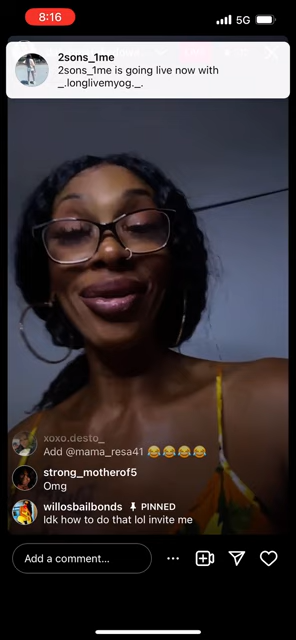 8:16
5G
2sons_1me
2sons_1me is going live now with
_.longlivemyog._.
xoxo.desto_
Add @mama_resa41 😂😂😂😂
strong_motherof5
Omg
willosbailbonds PINNED
Idk how to do that lol invite me
Add a comment...